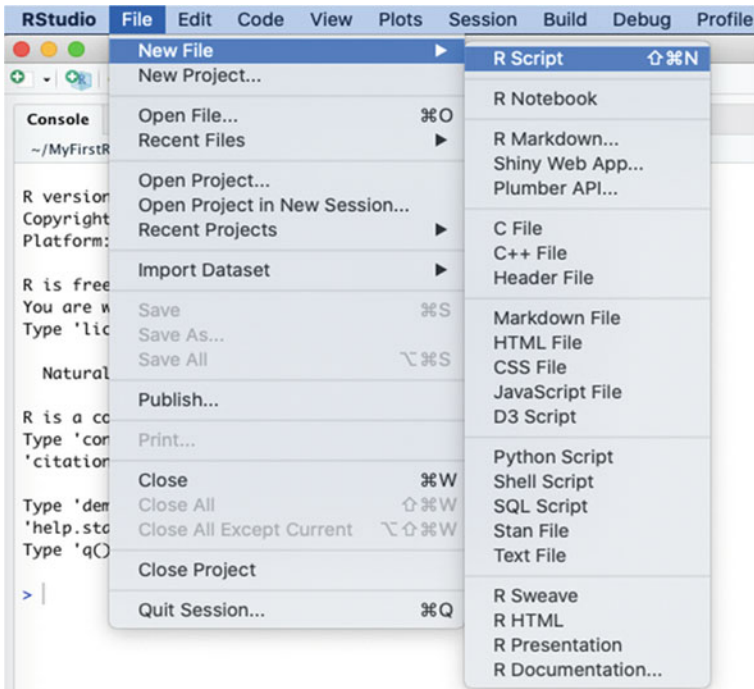 RStudio File Edit Code View Plots Session Build Debug Profile
New File ▶
New Project...
Open File... ⌘O
Recent Files ▶
Open Project...
Open Project in New Session...
Recent Projects ▶
Import Dataset ▶
Save ⌘S
Save As...
Save All ⌥⌘S
Publish...
Print...
Close ⌘W
Close All ⇧⌘W
Close All Except Current ⌥⇧⌘W
Close Project
Quit Session... ⌘Q
R Script ⇧⌘N
R Notebook
R Markdown...
Shiny Web App...
Plumber API...
C File
C++ File
Header File
Markdown File
HTML File
CSS File
JavaScript File
D3 Script
Python Script
Shell Script
SQL Script
Stan File
Text File
R Sweave
R HTML
R Presentation
R Documentation...
Console
~/MyFirstR
R version
Copyright
Platform:
R is free
You are w
Type 'lic
Natural
R is a co
Type 'con
'citation
Type 'dem
'help.sta
Type 'q()
>